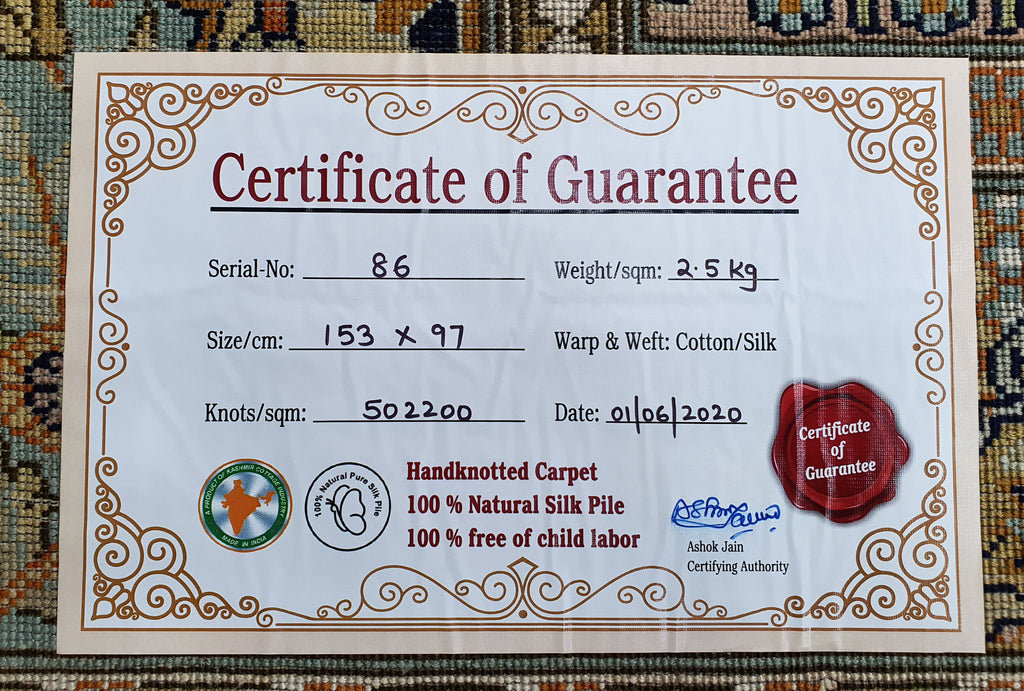 Certificate of Guarantee
Serial-No: 86
Weight/sqm: 2.5 kg
Size/cm: 153 x 97
Warp & Weft: Cotton/Silk
Knots/sqm: 502200
Date: 01/06/2020
Certificate
of
Guarantee
A PRODUCT OF KASHMIR COTTAGE INDUSTRY
MADE IN INDIA
100% Natural Pure Silk Pile
Handknotted Carpet
100 % Natural Silk Pile
100 % free of child labor
Ashok Jain
Certifying Authority